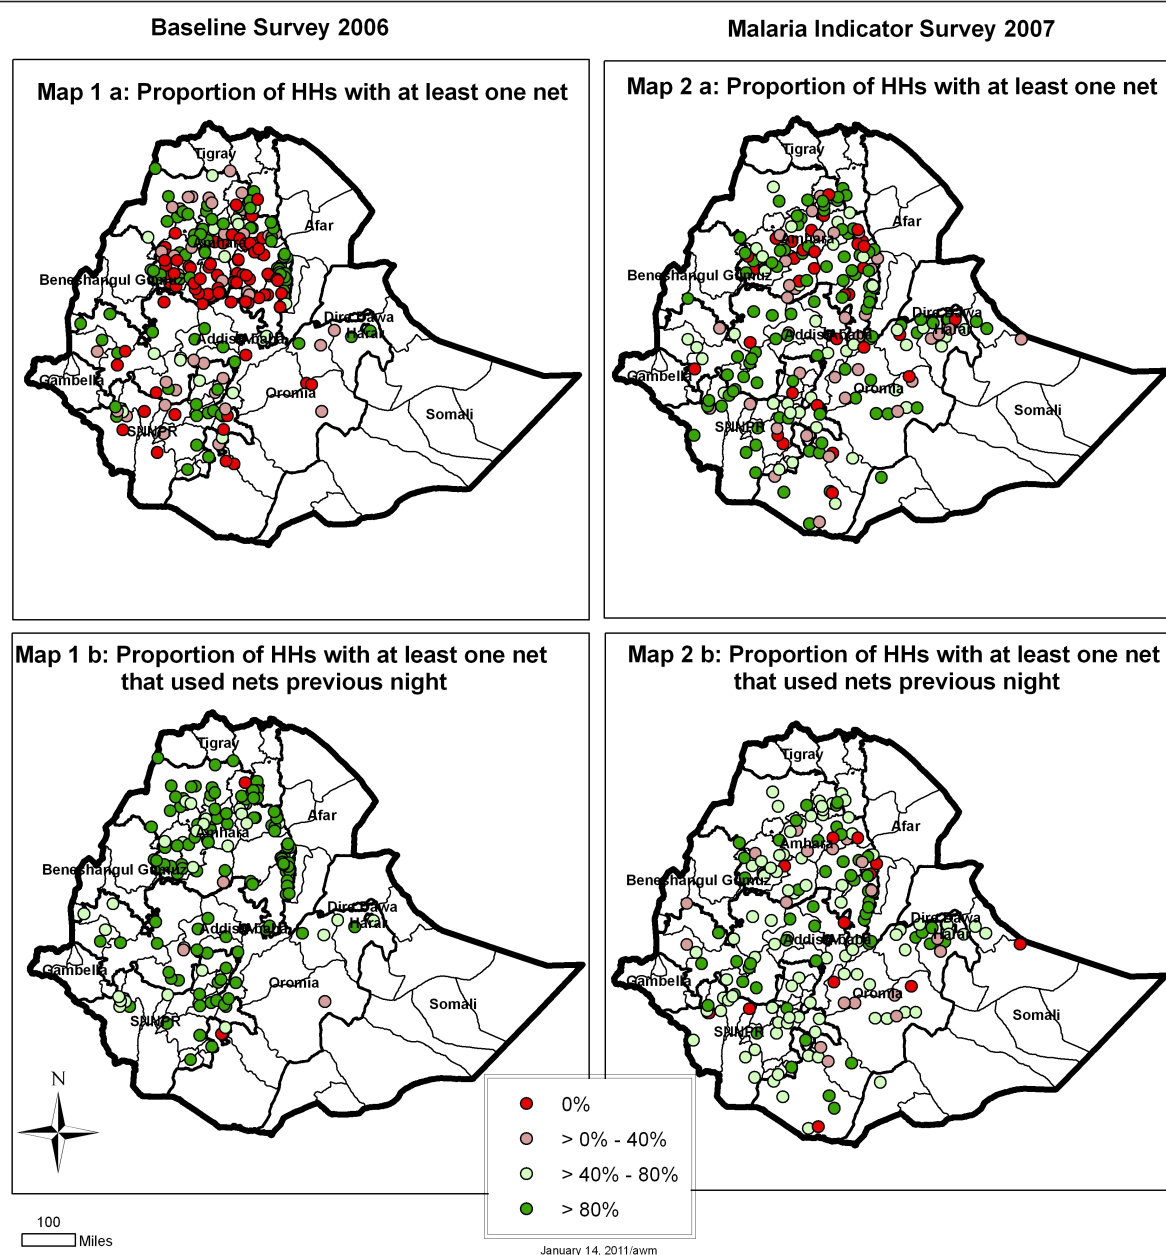 Baseline Survey 2006
Malaria Indicator Survey 2007
Map 1 a: Proportion of HHs with at least one net
Tigray
Afar
Amhara
Beneshangul Gumuz
Dire Dawa
Harar
Addis Ababa
Gambella
Oromia
Somali
SNNPR
Map 2 a: Proportion of HHs with at least one net
Tigray
Afar
Amhara
Beneshangul Gumuz
Dire Dawa
Harar
Addis Ababa
Gambella
Oromia
Somali
SNNPR
Map 1 b: Proportion of HHs with at least one net
that used nets previous night
Tigray
Afar
Amhara
Beneshangul Gumuz
Dire Dawa
Harar
Addis Ababa
Gambella
Oromia
Somali
SNNPR
N
Map 2 b: Proportion of HHs with at least one net
that used nets previous night
Tigray
Afar
Amhara
Beneshangul Gumuz
Dire Dawa
Harar
Addis Ababa
Gambella
Oromia
Somali
SNNPR
0%
> 0% - 40%
> 40% - 80%
> 80%
100
Miles
January 14, 2011/awm